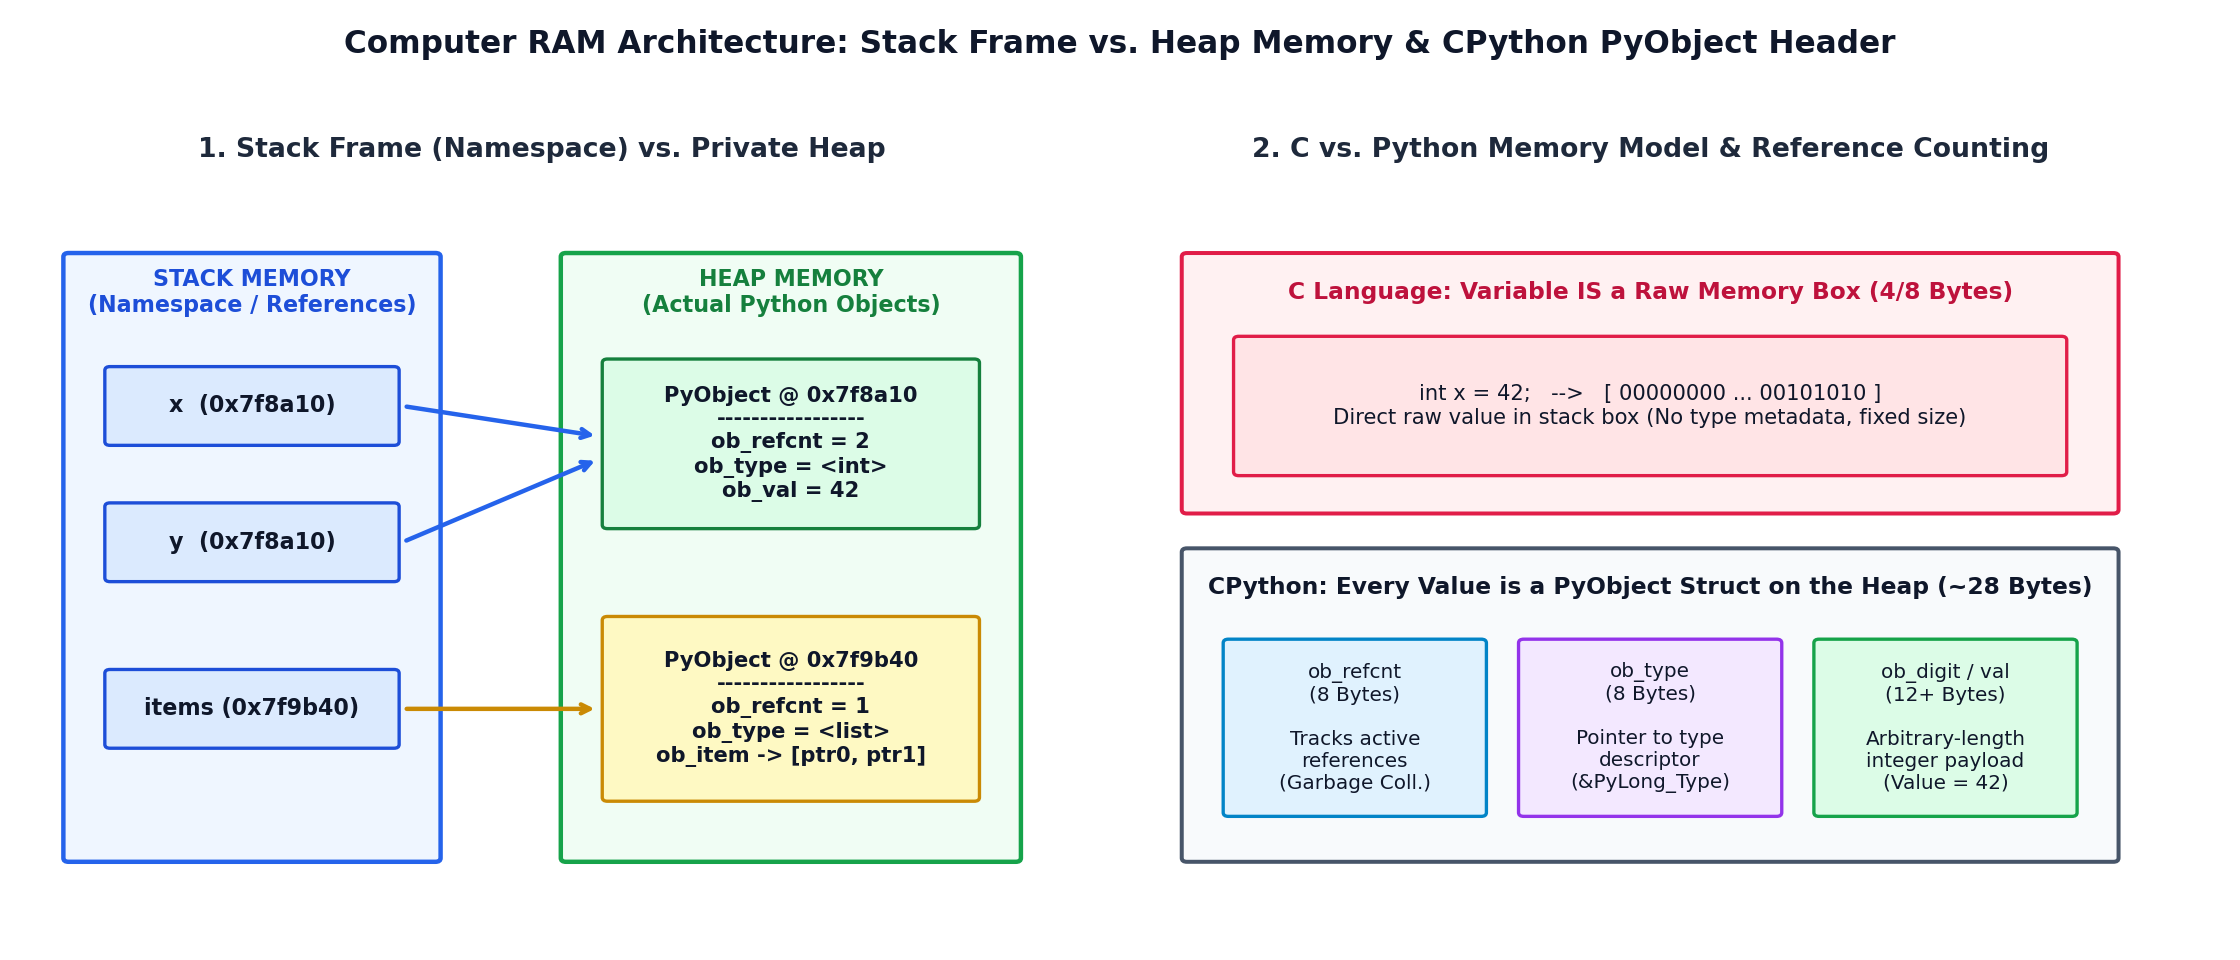 Computer RAM Architecture: Stack Frame vs. Heap Memory & CPython PyObject Header
1. Stack Frame (Namespace) vs. Private Heap
STACK MEMORY
(Namespace / References)
x  (0x7f8a10)
y  (0x7f8a10)
items (0x7f9b40)
HEAP MEMORY
(Actual Python Objects)
PyObject @ 0x7f8a10
-----------------
ob_refcnt = 2
ob_type = <int>
ob_val = 42
PyObject @ 0x7f9b40
-----------------
ob_refcnt = 1
ob_type = <list>
ob_item -> [ptr0, ptr1]
2. C vs. Python Memory Model & Reference Counting
C Language: Variable IS a Raw Memory Box (4/8 Bytes)
int x = 42;   -->   [ 00000000 ... 00101010 ]
Direct raw value in stack box (No type metadata, fixed size)
CPython: Every Value is a PyObject Struct on the Heap (~28 Bytes)
ob_refcnt
(8 Bytes)
Tracks active
references
(Garbage Coll.)
ob_type
(8 Bytes)
Pointer to type
descriptor
(&PyLong_Type)
ob_digit / val
(12+ Bytes)
Arbitrary-length
integer payload
(Value = 42)